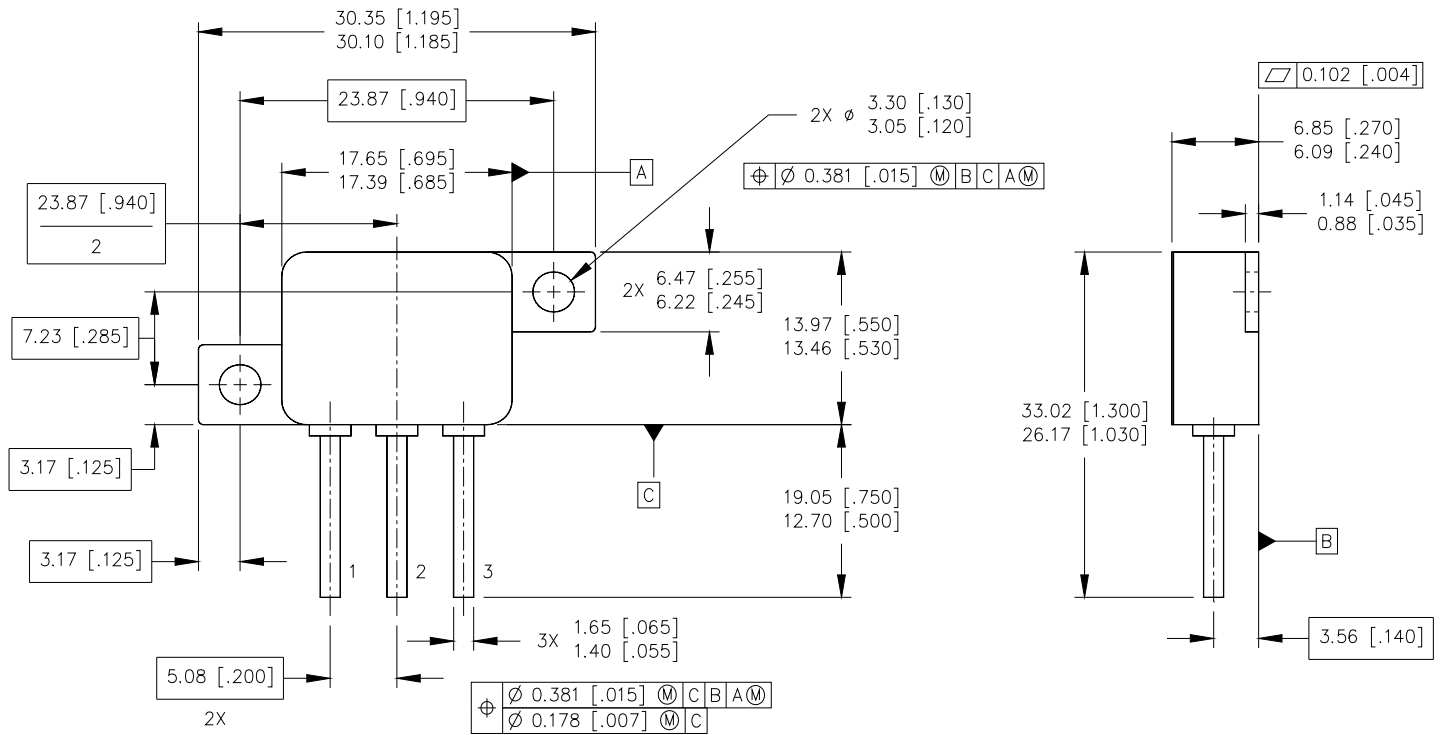 30.35 [1.195]
30.10 [1.185]
23.87 [.940]
17.65 [.695]
17.39 [.685]
A
23.87 [.940]
2
7.23 [.285]
3.17 [.125]
3.17 [.125]
2X ⌀ 3.30 [.130]
3.05 [.120]
⌖ ⌀ 0.381 [.015] Ⓜ B C A Ⓜ
2X 6.47 [.255]
6.22 [.245]
13.97 [.550]
13.46 [.530]
C
19.05 [.750]
12.70 [.500]
1 2 3
3X 1.65 [.065]
1.40 [.055]
5.08 [.200]
2X
⌖ ⌀ 0.381 [.015] Ⓜ C B A Ⓜ
⌀ 0.178 [.007] Ⓜ C
⏥ 0.102 [.004]
6.85 [.270]
6.09 [.240]
1.14 [.045]
0.88 [.035]
33.02 [1.300]
26.17 [1.030]
B
3.56 [.140]